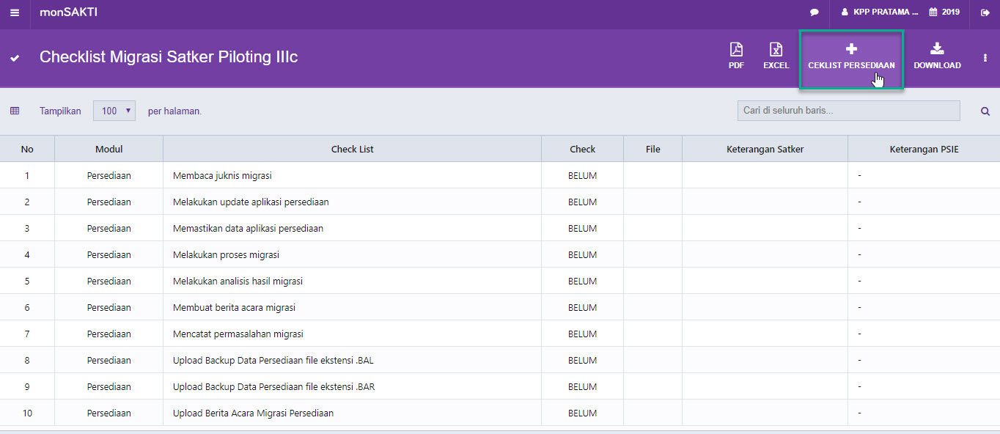 monSAKTI
KPP PRATAMA ... 2019
Checklist Migrasi Satker Piloting IIIc
PDF EXCEL CEKLIST PERSEDIAAN DOWNLOAD
Tampilkan 100 per halaman. Cari di seluruh baris...
No Modul Check List Check File Keterangan Satker Keterangan PSIE
1 Persediaan Membaca juknis migrasi BELUM -
2 Persediaan Melakukan update aplikasi persediaan BELUM -
3 Persediaan Memastikan data aplikasi persediaan BELUM -
4 Persediaan Melakukan proses migrasi BELUM -
5 Persediaan Melakukan analisis hasil migrasi BELUM -
6 Persediaan Membuat berita acara migrasi BELUM -
7 Persediaan Mencatat permasalahan migrasi BELUM -
8 Persediaan Upload Backup Data Persediaan file ekstensi .BAL BELUM -
9 Persediaan Upload Backup Data Persediaan file ekstensi .BAR BELUM -
10 Persediaan Upload Berita Acara Migrasi Persediaan BELUM -